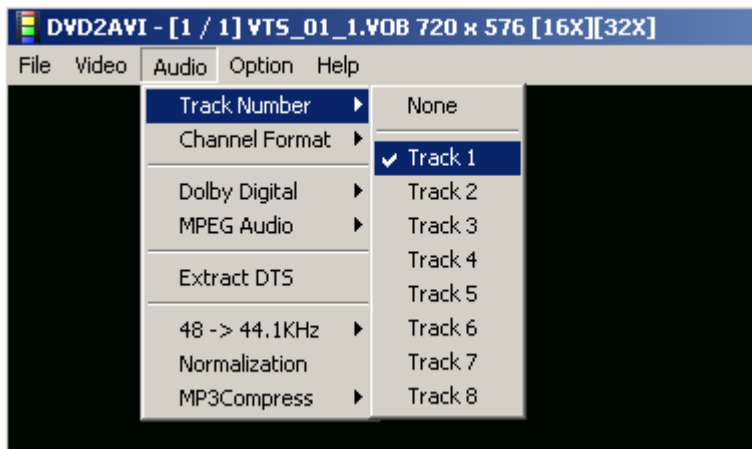 DVD2AVI - [1 / 1] VTS_01_1.VOB 720 x 576 [16X][32X]
File Video Audio Option Help
Track Number
Channel Format
Dolby Digital
MPEG Audio
Extract DTS
48 -> 44.1KHz
Normalization
MP3Compress
None
Track 1
Track 2
Track 3
Track 4
Track 5
Track 6
Track 7
Track 8